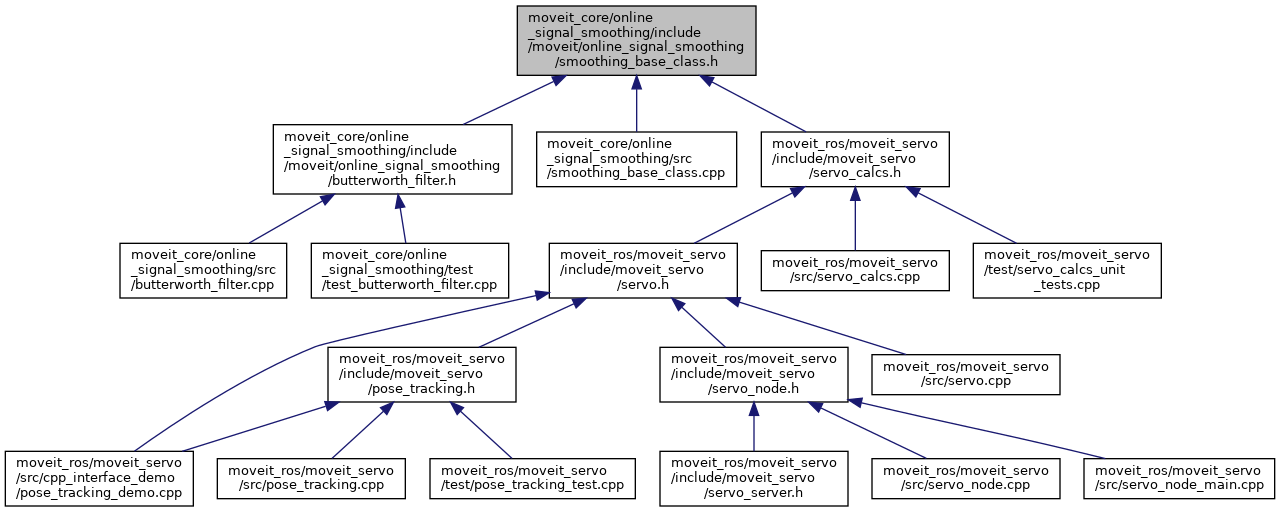 moveit_core/online
_signal_smoothing/include
/moveit/online_signal_smoothing
/smoothing_base_class.h
moveit_core/online
_signal_smoothing/include
/moveit/online_signal_smoothing
/butterworth_filter.h
moveit_core/online
_signal_smoothing/src
/smoothing_base_class.cpp
moveit_ros/moveit_servo
/include/moveit_servo
/servo_calcs.h
moveit_core/online
_signal_smoothing/src
/butterworth_filter.cpp
moveit_core/online
_signal_smoothing/test
/test_butterworth_filter.cpp
moveit_ros/moveit_servo
/include/moveit_servo
/servo.h
moveit_ros/moveit_servo
/src/servo_calcs.cpp
moveit_ros/moveit_servo
/test/servo_calcs_unit
_tests.cpp
moveit_ros/moveit_servo
/include/moveit_servo
/pose_tracking.h
moveit_ros/moveit_servo
/include/moveit_servo
/servo_node.h
moveit_ros/moveit_servo
/src/servo.cpp
moveit_ros/moveit_servo
/src/cpp_interface_demo
/pose_tracking_demo.cpp
moveit_ros/moveit_servo
/src/pose_tracking.cpp
moveit_ros/moveit_servo
/test/pose_tracking_test.cpp
moveit_ros/moveit_servo
/include/moveit_servo
/servo_server.h
moveit_ros/moveit_servo
/src/servo_node.cpp
moveit_ros/moveit_servo
/src/servo_node_main.cpp